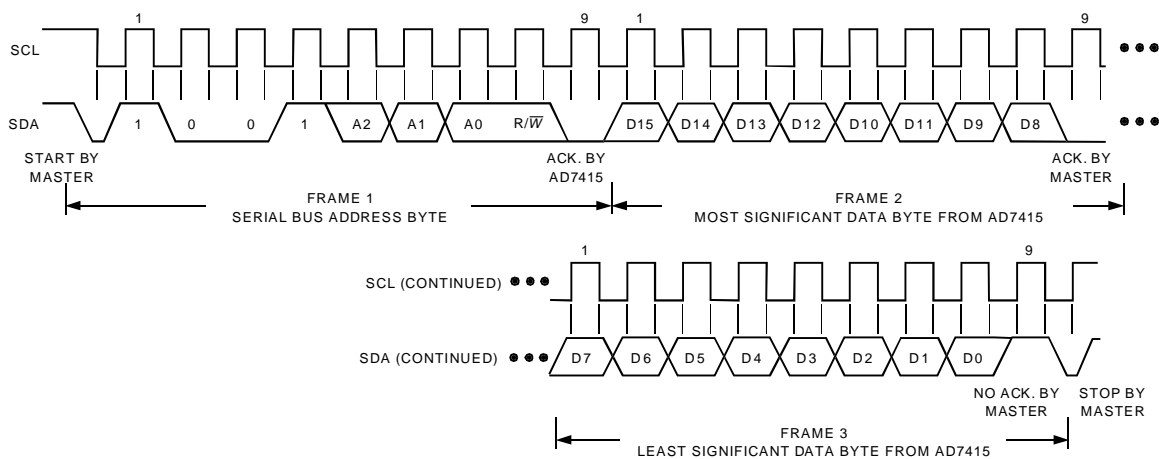 1 9 1 9
SCL
SDA 1 0 0 1 A2 A1 A0 R/W̅ D15 D14 D13 D12 D10 D11 D9 D8
START BY MASTER
ACK. BY AD7415
ACK. BY MASTER
FRAME 1
SERIAL BUS ADDRESS BYTE
FRAME 2
MOST SIGNIFICANT DATA BYTE FROM AD7415
1 9
SCL (CONTINUED)
SDA (CONTINUED) D7 D6 D5 D4 D3 D2 D1 D0
NO ACK. BY MASTER
STOP BY MASTER
FRAME 3
LEAST SIGNIFICANT DATA BYTE FROM AD7415